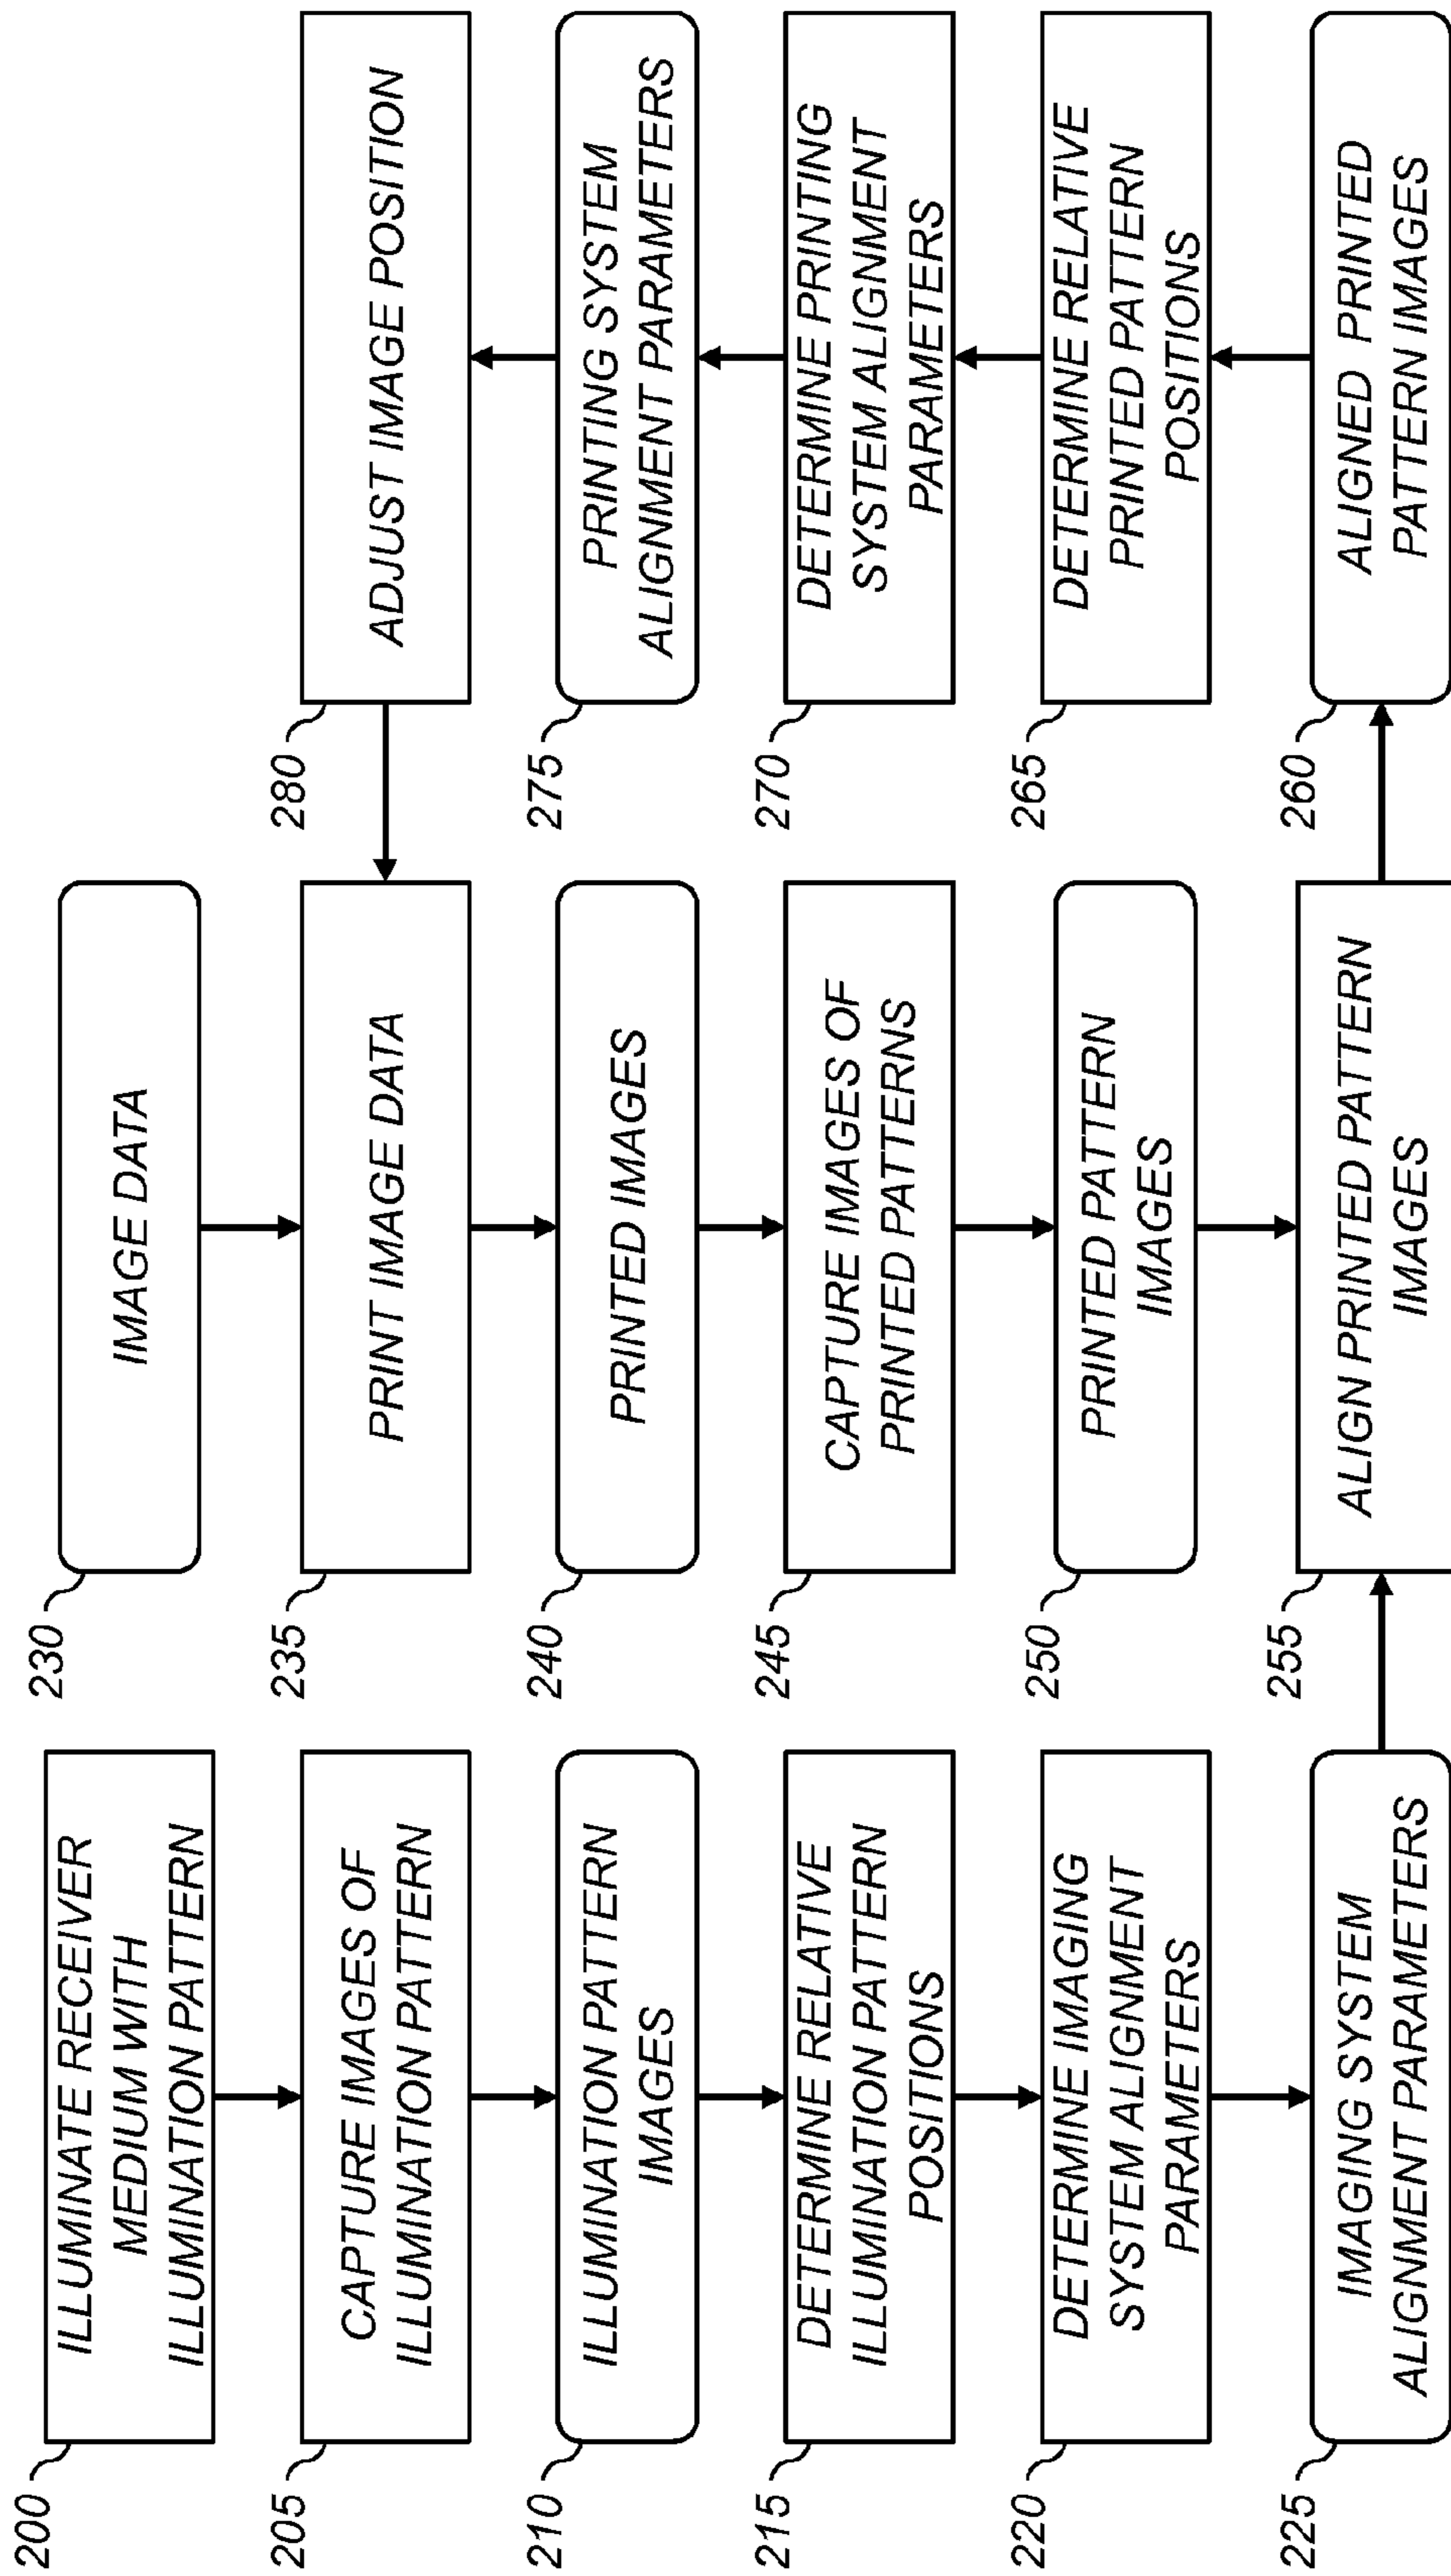 200
ILLUMINATE RECEIVER
MEDIUM WITH
ILLUMINATION PATTERN
205
CAPTURE IMAGES OF
ILLUMINATION PATTERN
210
ILLUMINATION PATTERN
IMAGES
215
DETERMINE RELATIVE
ILLUMINATION PATTERN
POSITIONS
220
DETERMINE IMAGING
SYSTEM ALIGNMENT
PARAMETERS
225
IMAGING SYSTEM
ALIGNMENT PARAMETERS
230
IMAGE DATA
235
PRINT IMAGE DATA
240
PRINTED IMAGES
245
CAPTURE IMAGES OF
PRINTED PATTERNS
250
PRINTED PATTERN
IMAGES
255
ALIGN PRINTED PATTERN
IMAGES
260
ALIGNED PRINTED
PATTERN IMAGES
265
DETERMINE RELATIVE
PRINTED PATTERN
POSITIONS
270
DETERMINE PRINTING
SYSTEM ALIGNMENT
PARAMETERS
275
PRINTING SYSTEM
ALIGNMENT PARAMETERS
280
ADJUST IMAGE POSITION